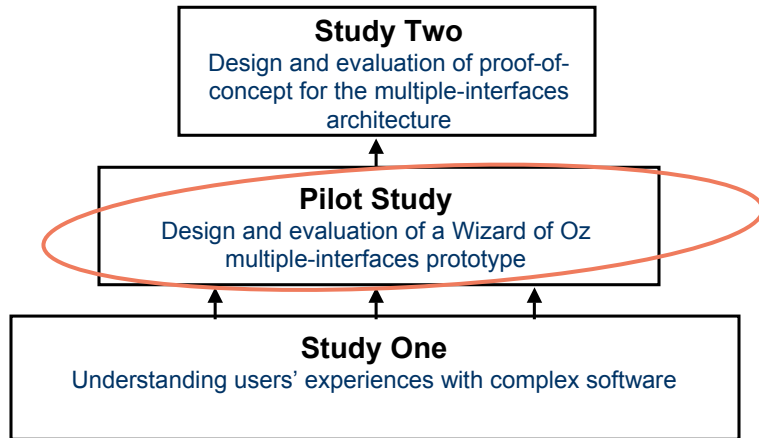 Study Two
Design and evaluation of proof-of-
concept for the multiple-interfaces
architecture
Pilot Study
Design and evaluation of a Wizard of Oz
multiple-interfaces prototype
Study One
Understanding users’ experiences with complex software